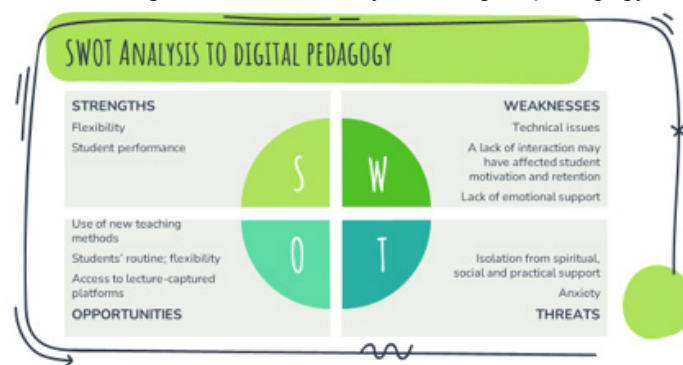 SWOT ANALYSIS TO DIGITAL PEDAGOGY
STRENGTHS
Flexibility
Student performance
WEAKNESSES
Technical issues
A lack of interaction may
have affected student
motivation and retention
Lack of emotional support
S
W
O
T
Use of new teaching
methods
Students' routine; flexibility
Access to lecture-captured
platforms
OPPORTUNITIES
Isolation from spiritual,
social and practical support
Anxiety
THREATS